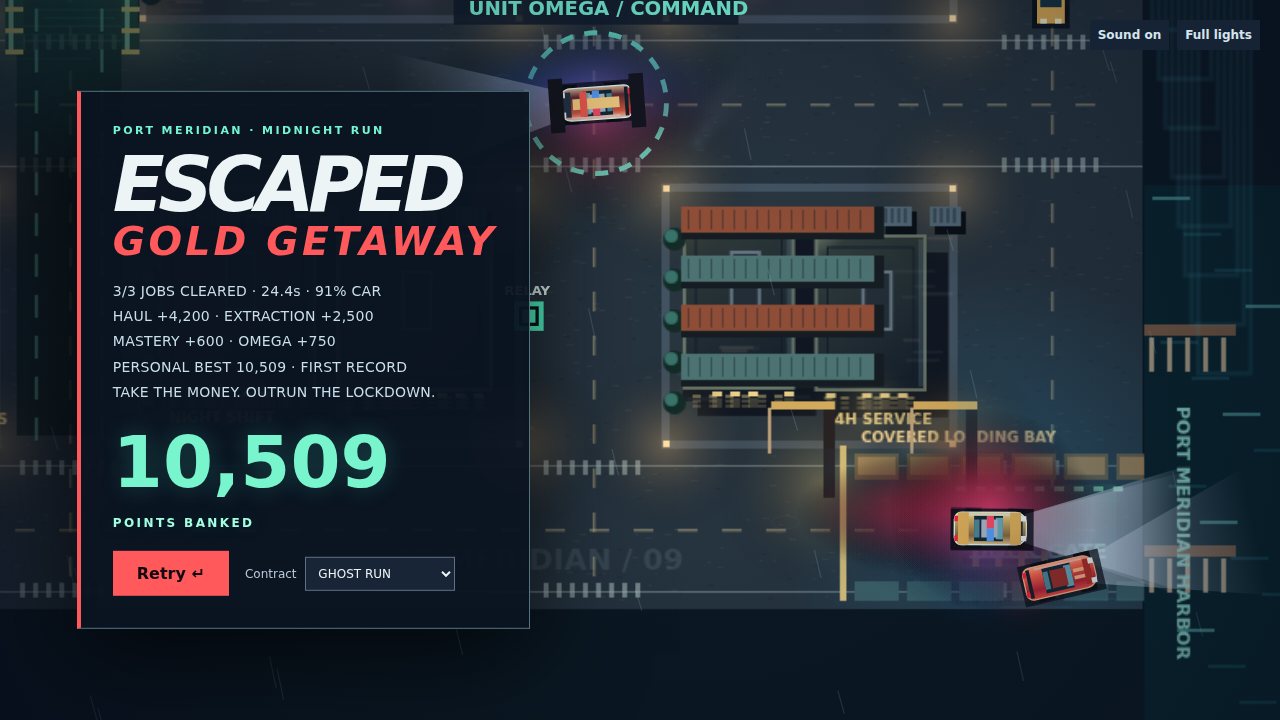 UNIT OMEGA / COMMAND
Sound on
Full lights
PORT MERIDIAN · MIDNIGHT RUN
ESCAPED
GOLD GETAWAY
3/3 JOBS CLEARED · 24.4s · 91% CAR
HAUL +4,200 · EXTRACTION +2,500
MASTERY +600 · OMEGA +750
PERSONAL BEST 10,509 · FIRST RECORD
TAKE THE MONEY. OUTRUN THE LOCKDOWN.
10,509
POINTS BANKED
Retry ↵
Contract
GHOST RUN
RELAY
NIGHT SHIFT
4H SERVICE
COVERED LO DING BAY
IDIAN / 09
PORT MERIDIAN HARBOR